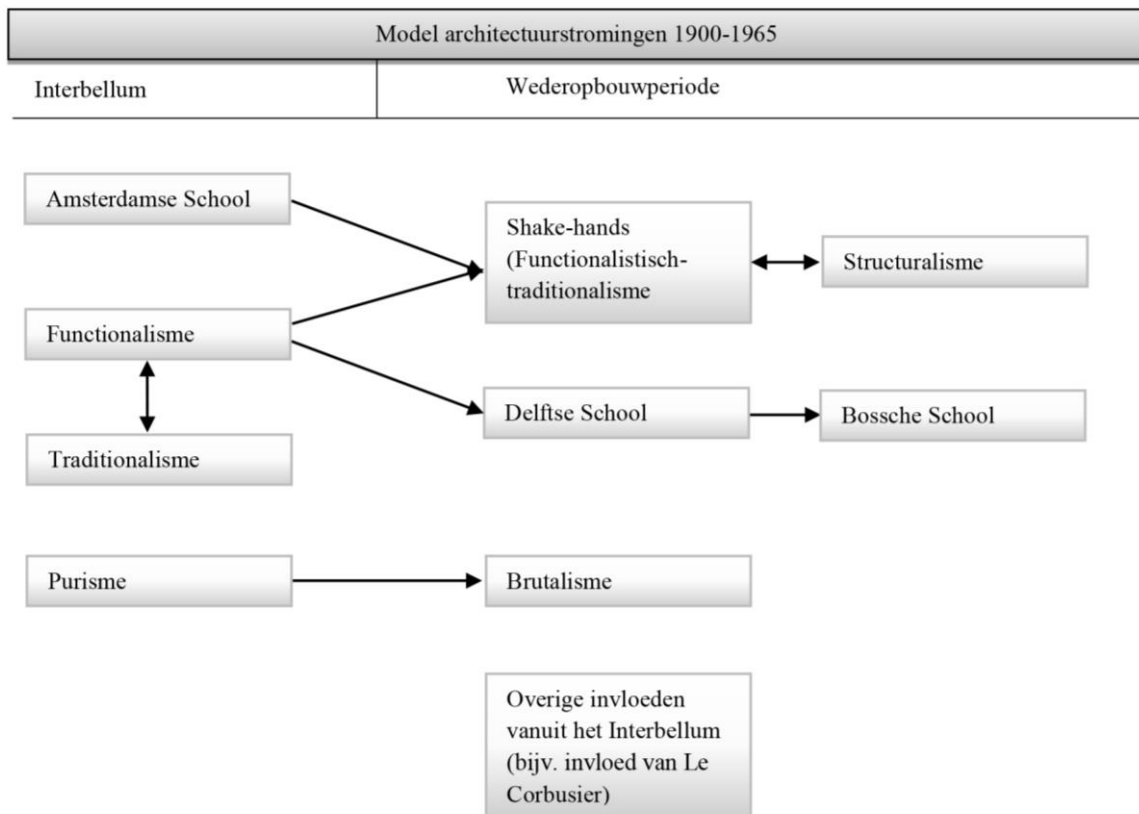 Model architectuurstromingen 1900-1965
Interbellum
Wederopbouwperiode
Amsterdamse School
Shake-hands
(Functionalistisch-
traditionalisme
Structuralisme
Functionalisme
Delftse School
Bossche School
Traditionalisme
Purisme
Brutalisme
Overige invloeden
vanuit het Interbellum
(bijv. invloed van Le
Corbusier)